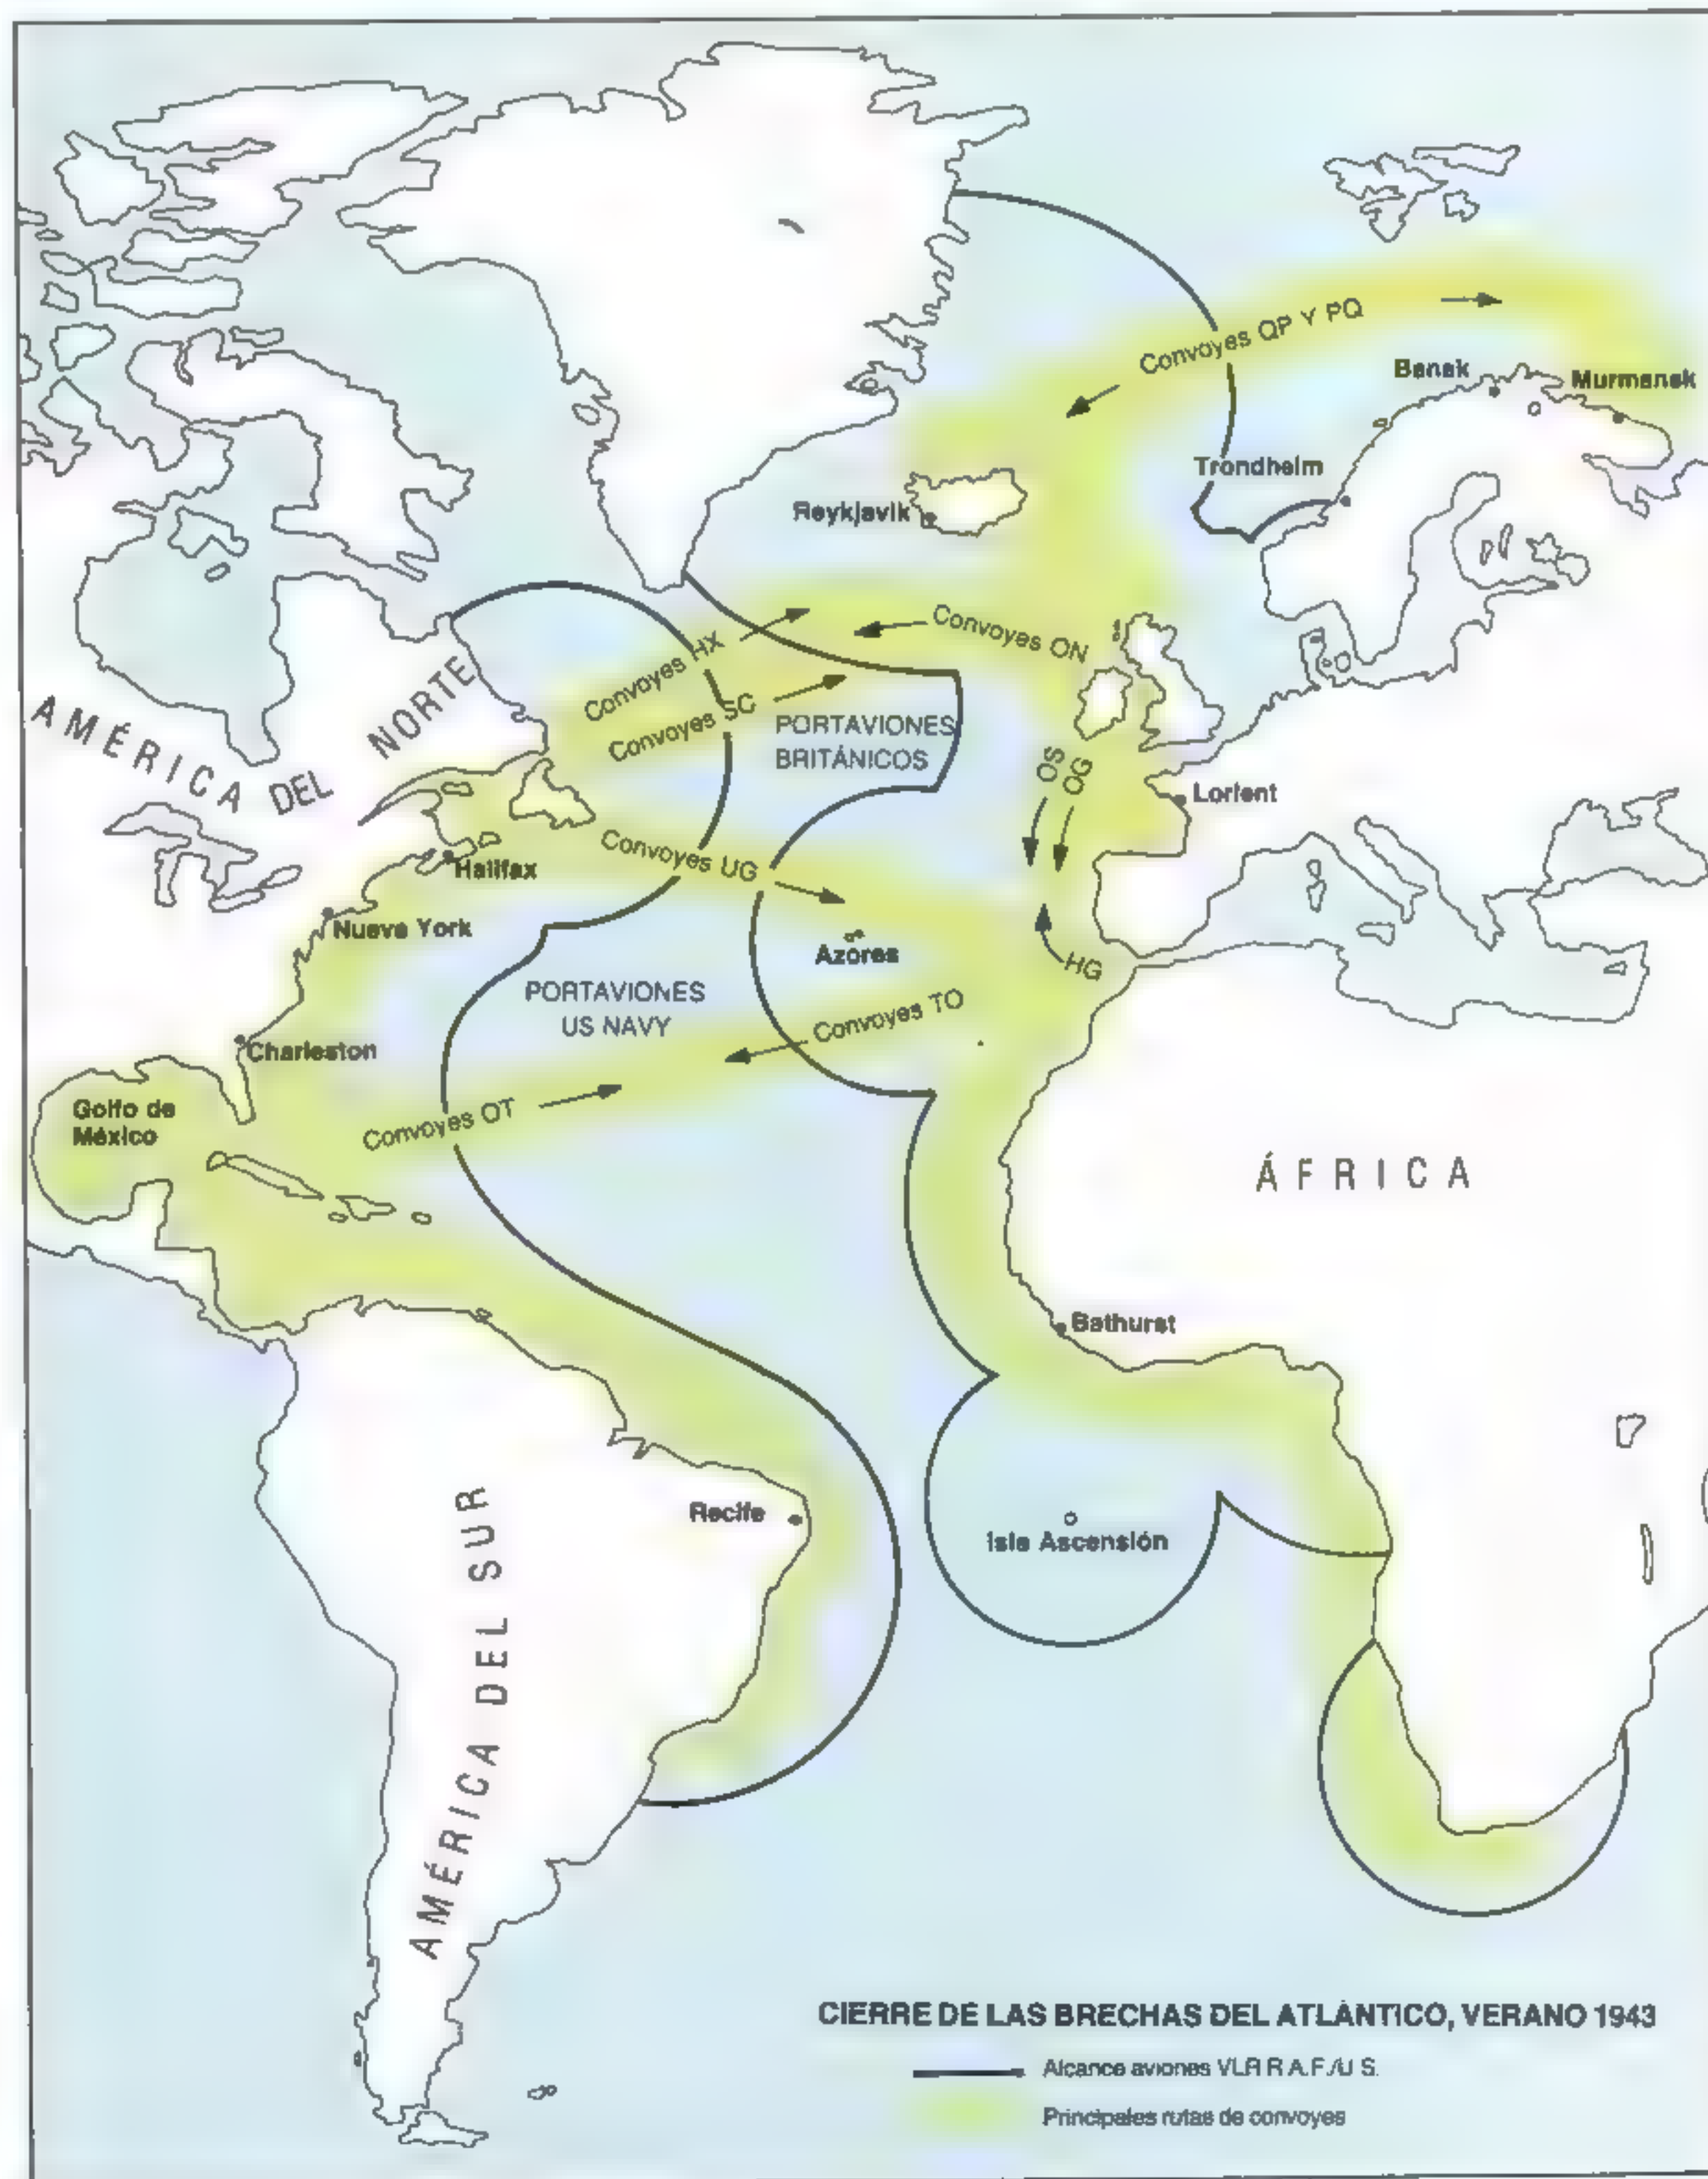 Convoyes QP Y PQ
Banak
Murmansk
Trondheim
Reykjavik
Convoyes HX
Convoyes ON
Convoyes SC
PORTAVIONES
BRITÁNICOS
AMÉRICA DEL NORTE
OS
OG
Lorient
Convoyes UG
Halifax
Nueva York
Azores
HG
PORTAVIONES
US NAVY
Convoyes TO
Charleston
Golfo de
México
Convoyes OT
ÁFRICA
Bathurst
Recife
Isla Ascensión
AMÉRICA DEL SUR
CIERRE DE LAS BRECHAS DEL ATLÁNTICO, VERANO 1943
Alcance aviones VLR R.A.F./U S.
Principales rutas de convoyes